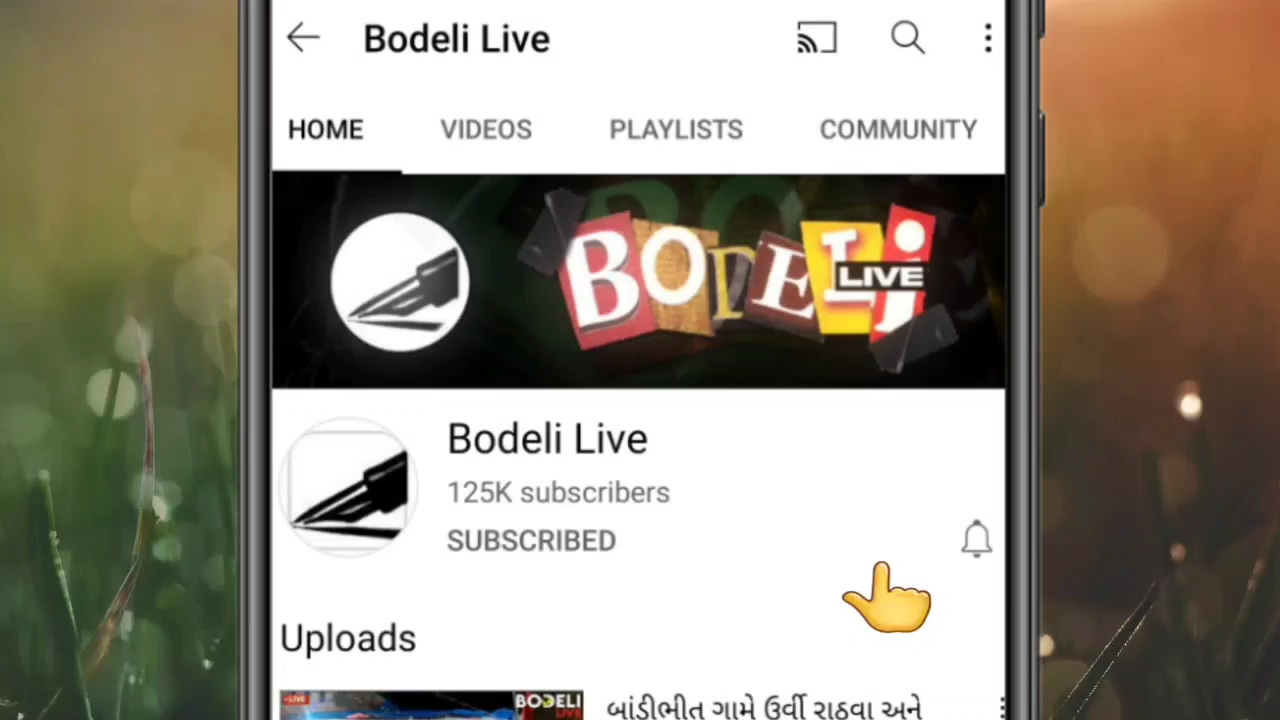 Bodeli Live
HOME VIDEOS PLAYLISTS COMMUNITY
BODELi
LIVE
Bodeli Live
125K subscribers
SUBSCRIBED
Uploads
LIVE
BODELI
LIVE
બાંડીભીત ગામે ઉર્વી રાઠવા અને